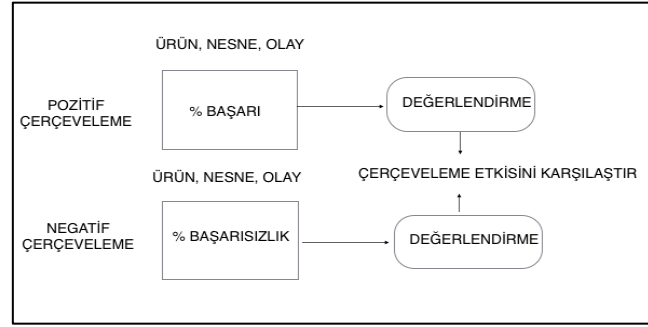 ÜRÜN, NESNE, OLAY
POZİTİF
ÇERÇEVELEME
% BAŞARI
DEĞERLENDİRME
ÜRÜN, NESNE, OLAY
ÇERÇEVELEME ETKİSİNİ KARŞILAŞTIR
NEGATİF
ÇERÇEVELEME
% BAŞARISIZLIK
DEĞERLENDİRME